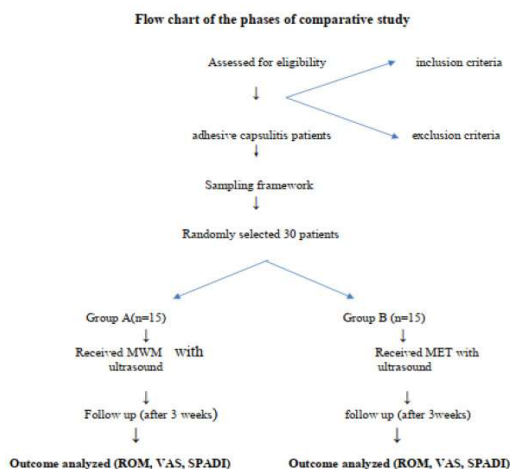 Flow chart of the phases of comparative study
Assessed for eligibility
inclusion criteria
adhesive capsulitis patients
exclusion criteria
Sampling framework
Randomly selected 30 patients
Group A(n=15)
Received MWM with
ultrasound
Follow up (after 3 weeks)
Outcome analyzed (ROM, VAS, SPADI)
Group B (n=15)
Received MET with
ultrasound
follow up (after 3weeks)
Outcome analyzed (ROM, VAS, SPADI)